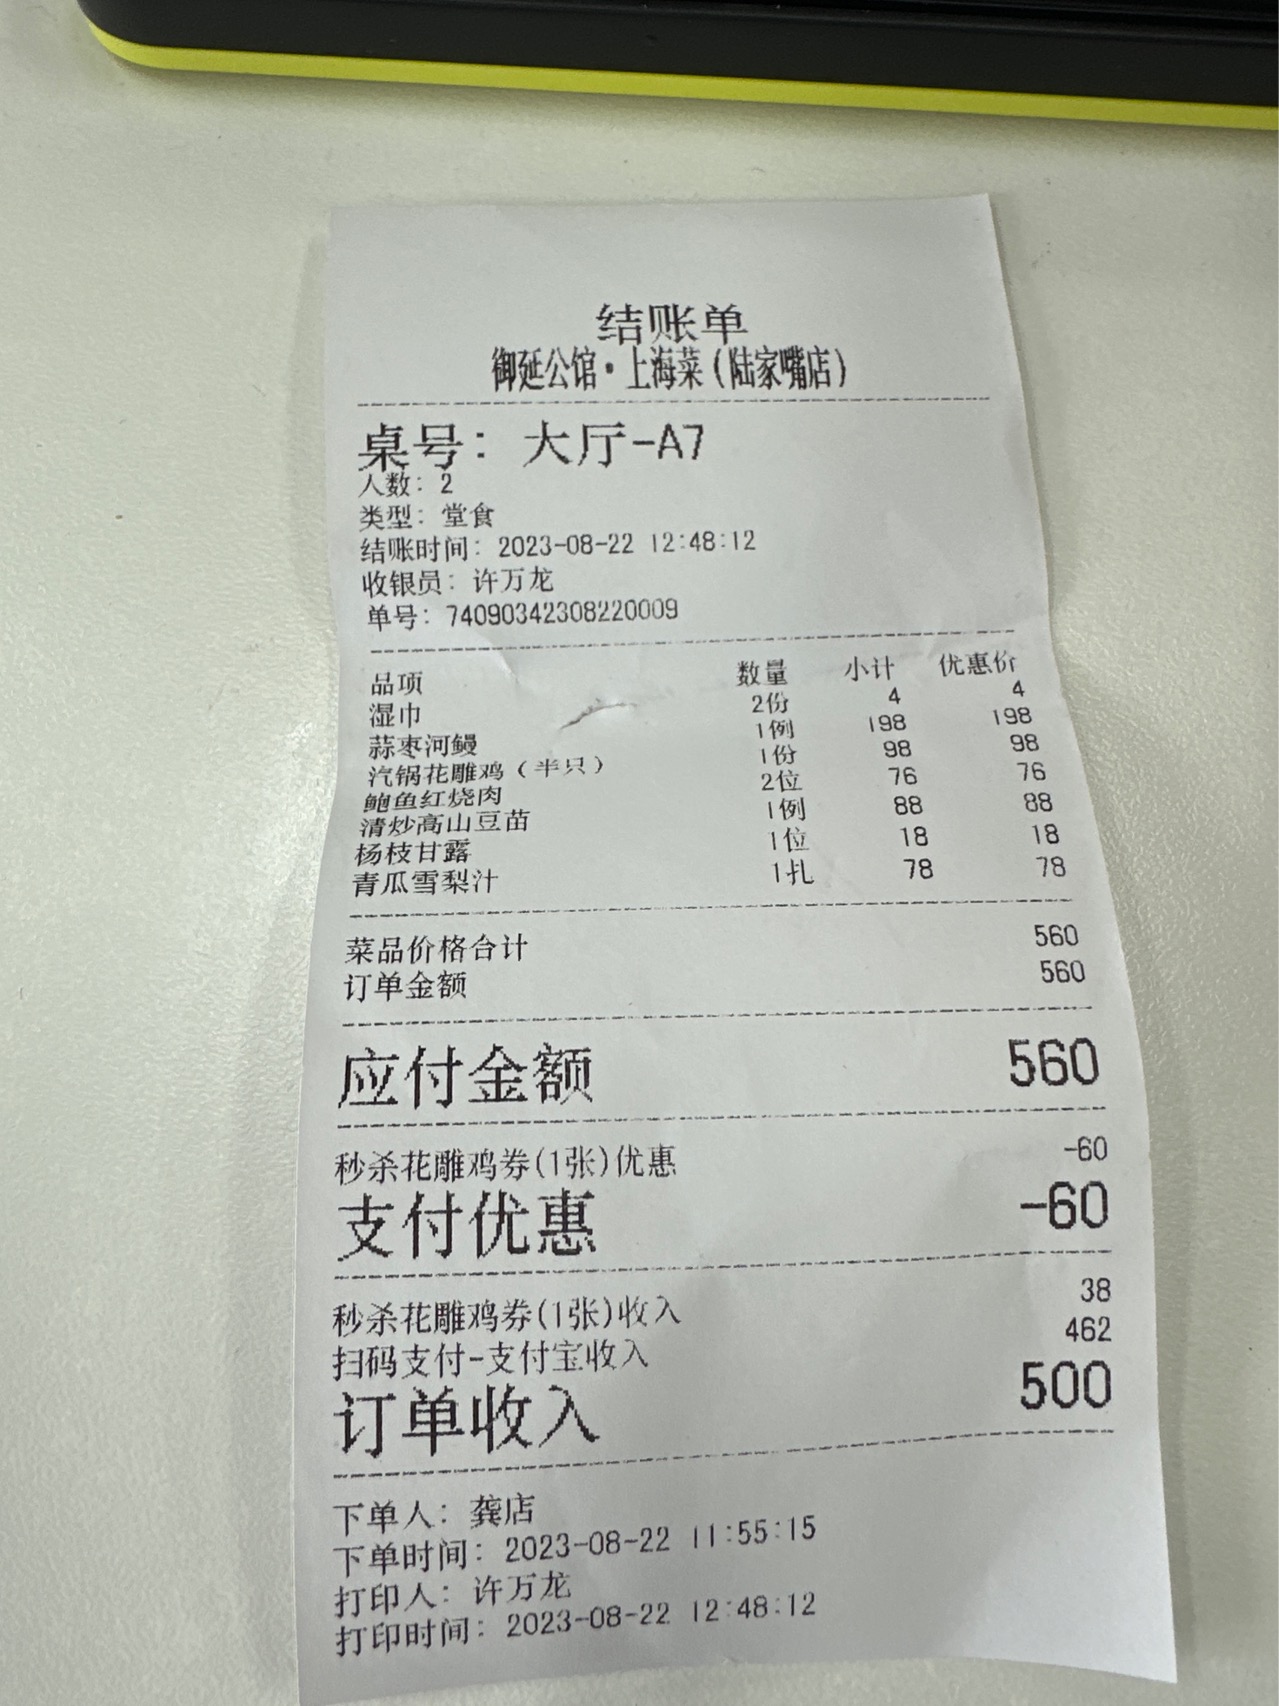 结账单
御延公馆·上海菜(陆家嘴店)
桌号: 大厅-A7
人数: 2
类型: 堂食
结账时间: 2023-08-22 12:48:12
收银员: 许万龙
单号: 74090342308220009
品项 数量 小计 优惠价
湿巾 2份 4 4
蒜枣河鳗 1例 198 198
汽锅花雕鸡(半只) 1份 98 98
鲍鱼红烧肉 2位 76 76
清炒高山豆苗 1例 88 88
杨枝甘露 1位 18 18
青瓜雪梨汁 1扎 78 78
菜品价格合计 560
订单金额 560
应付金额 560
秒杀花雕鸡券(1张)优惠 -60
支付优惠 -60
秒杀花雕鸡券(1张)收入 38
扫码支付-支付宝收入 462
订单收入 500
下单人: 龚店
下单时间: 2023-08-22 11:55:15
打印人: 许万龙
打印时间: 2023-08-22 12:48:12